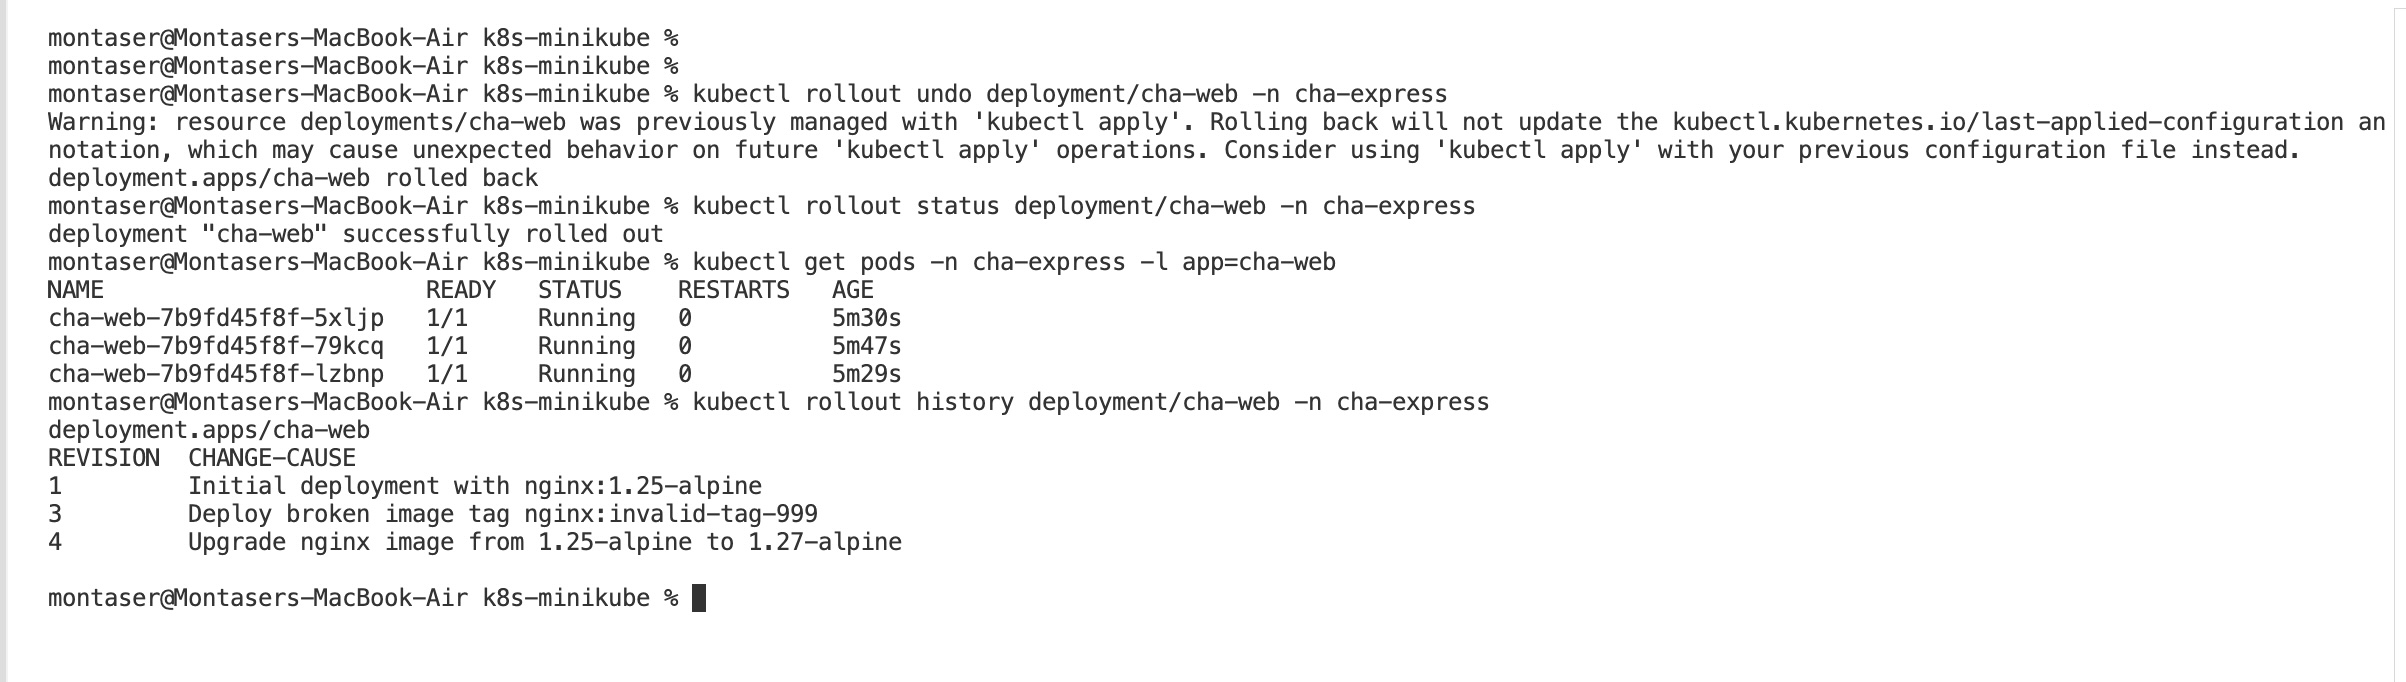 montaser@Montasers-MacBook-Air k8s-minikube %
montaser@Montasers-MacBook-Air k8s-minikube %
montaser@Montasers-MacBook-Air k8s-minikube % kubectl rollout undo deployment/cha-web -n cha-express
Warning: resource deployments/cha-web was previously managed with 'kubectl apply'. Rolling back will not update the kubectl.kubernetes.io/last-applied-configuration an
notation, which may cause unexpected behavior on future 'kubectl apply' operations. Consider using 'kubectl apply' with your previous configuration file instead.
deployment.apps/cha-web rolled back
montaser@Montasers-MacBook-Air k8s-minikube % kubectl rollout status deployment/cha-web -n cha-express
deployment "cha-web" successfully rolled out
montaser@Montasers-MacBook-Air k8s-minikube % kubectl get pods -n cha-express -l app=cha-web
NAME                       READY   STATUS    RESTARTS   AGE
cha-web-7b9fd45f8f-5xljp   1/1     Running   0          5m30s
cha-web-7b9fd45f8f-79kcq   1/1     Running   0          5m47s
cha-web-7b9fd45f8f-lzbnp   1/1     Running   0          5m29s
montaser@Montasers-MacBook-Air k8s-minikube % kubectl rollout history deployment/cha-web -n cha-express
deployment.apps/cha-web
REVISION  CHANGE-CAUSE
1         Initial deployment with nginx:1.25-alpine
3         Deploy broken image tag nginx:invalid-tag-999
4         Upgrade nginx image from 1.25-alpine to 1.27-alpine
montaser@Montasers-MacBook-Air k8s-minikube %